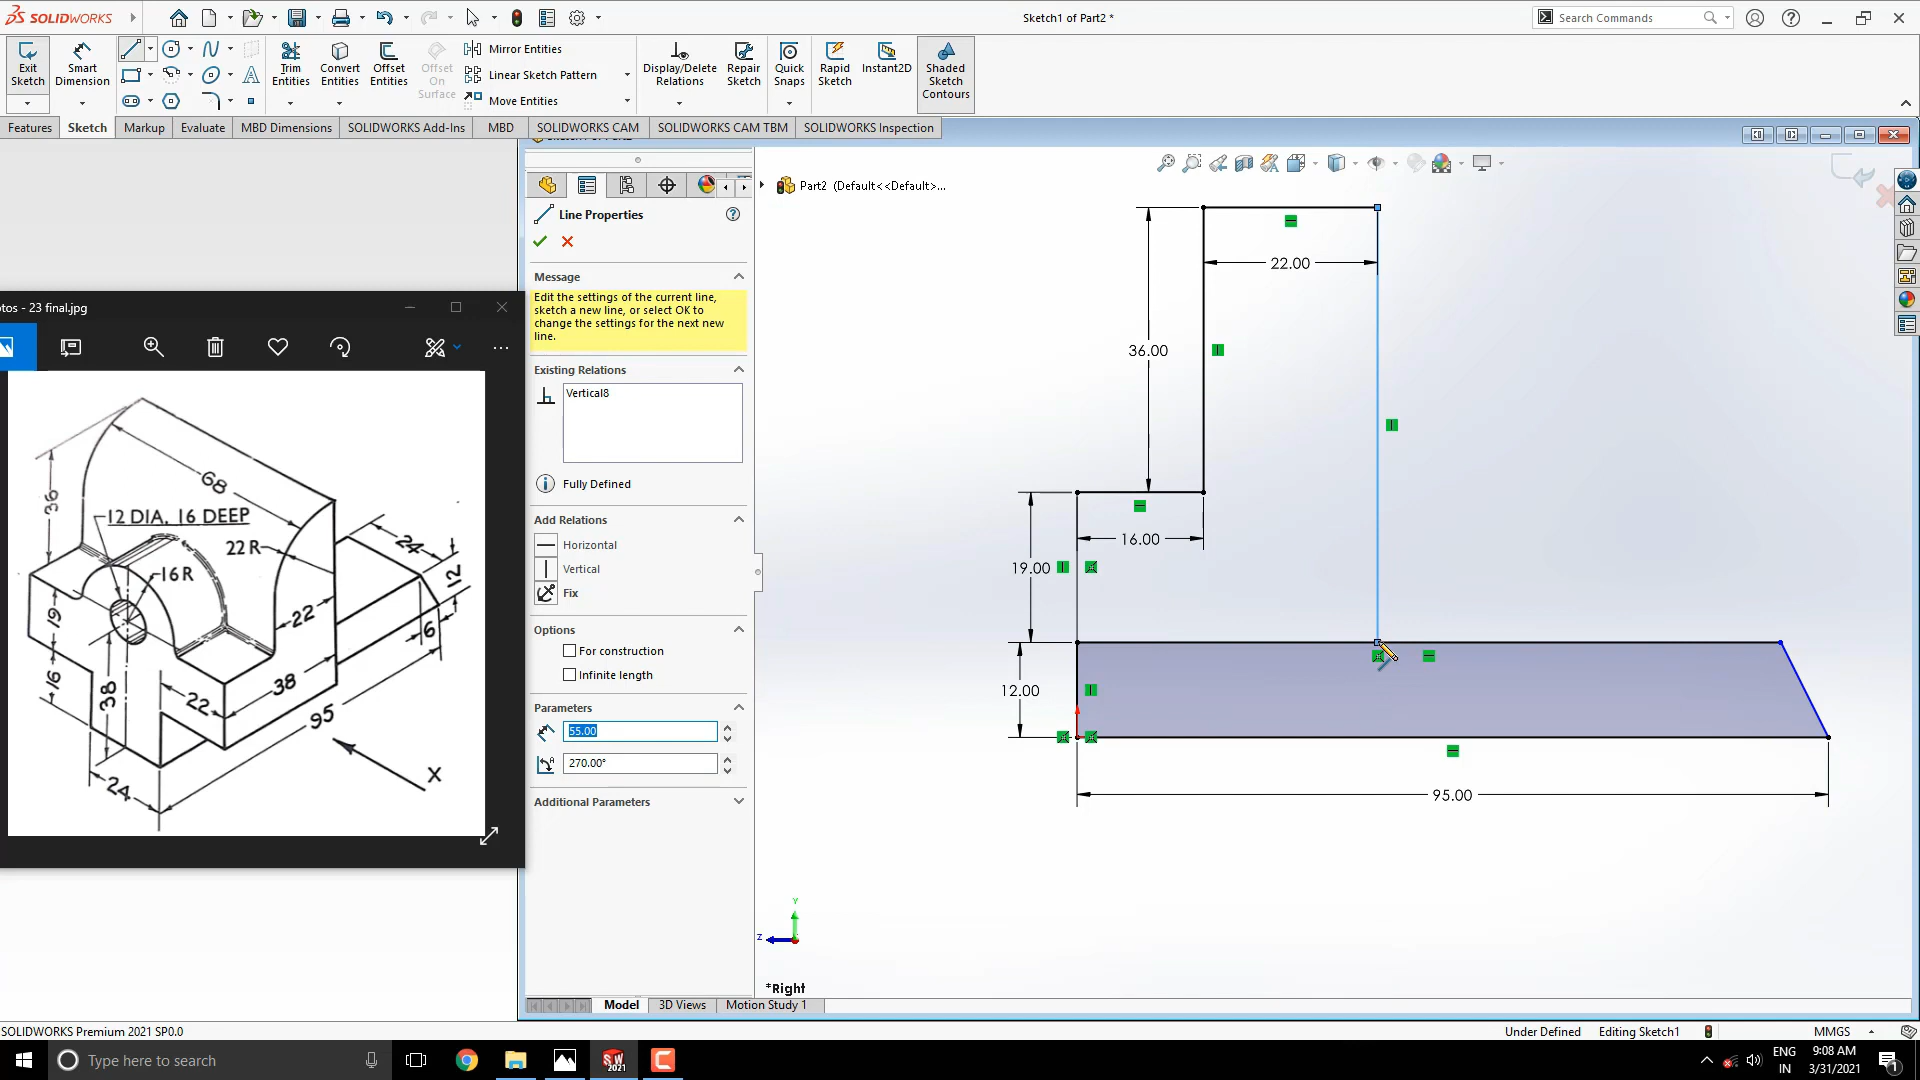 SOLIDWORKS
Sketch1 of Part2 *
Search Commands
Exit Sketch
Smart Dimension
Trim Entities
Convert Entities
Offset Entities
Offset On Surface
Mirror Entities
Linear Sketch Pattern
Move Entities
Display/Delete Relations
Repair Sketch
Quick Snaps
Rapid Sketch
Instant2D
Shaded Sketch Contours
Features
Sketch
Markup
Evaluate
MBD Dimensions
SOLIDWORKS Add-Ins
MBD
SOLIDWORKS CAM
SOLIDWORKS CAM TBM
SOLIDWORKS Inspection
Part2 (Default<<Default>...
Line Properties
Message
Edit the settings of the current line,
sketch a new line, or select OK to
change the settings for the next new
line.
Existing Relations
Vertical8
Fully Defined
Add Relations
Horizontal
Vertical
Fix
Options
For construction
Infinite length
Parameters
55.00
270.00°
Additional Parameters
otos - 23 final.jpg
36
68
12 DIA, 16 DEEP
22 R
16 R
24
12
19
22
6
16
38
22
38
95
24
X
22.00
36.00
16.00
19.00
12.00
95.00
Y
Z
*Right
Model
3D Views
Motion Study 1
SOLIDWORKS Premium 2021 SP0.0
Under Defined
Editing Sketch1
MMGS
Type here to search
SW
2021
ENG
IN
9:08 AM
3/31/2021
1